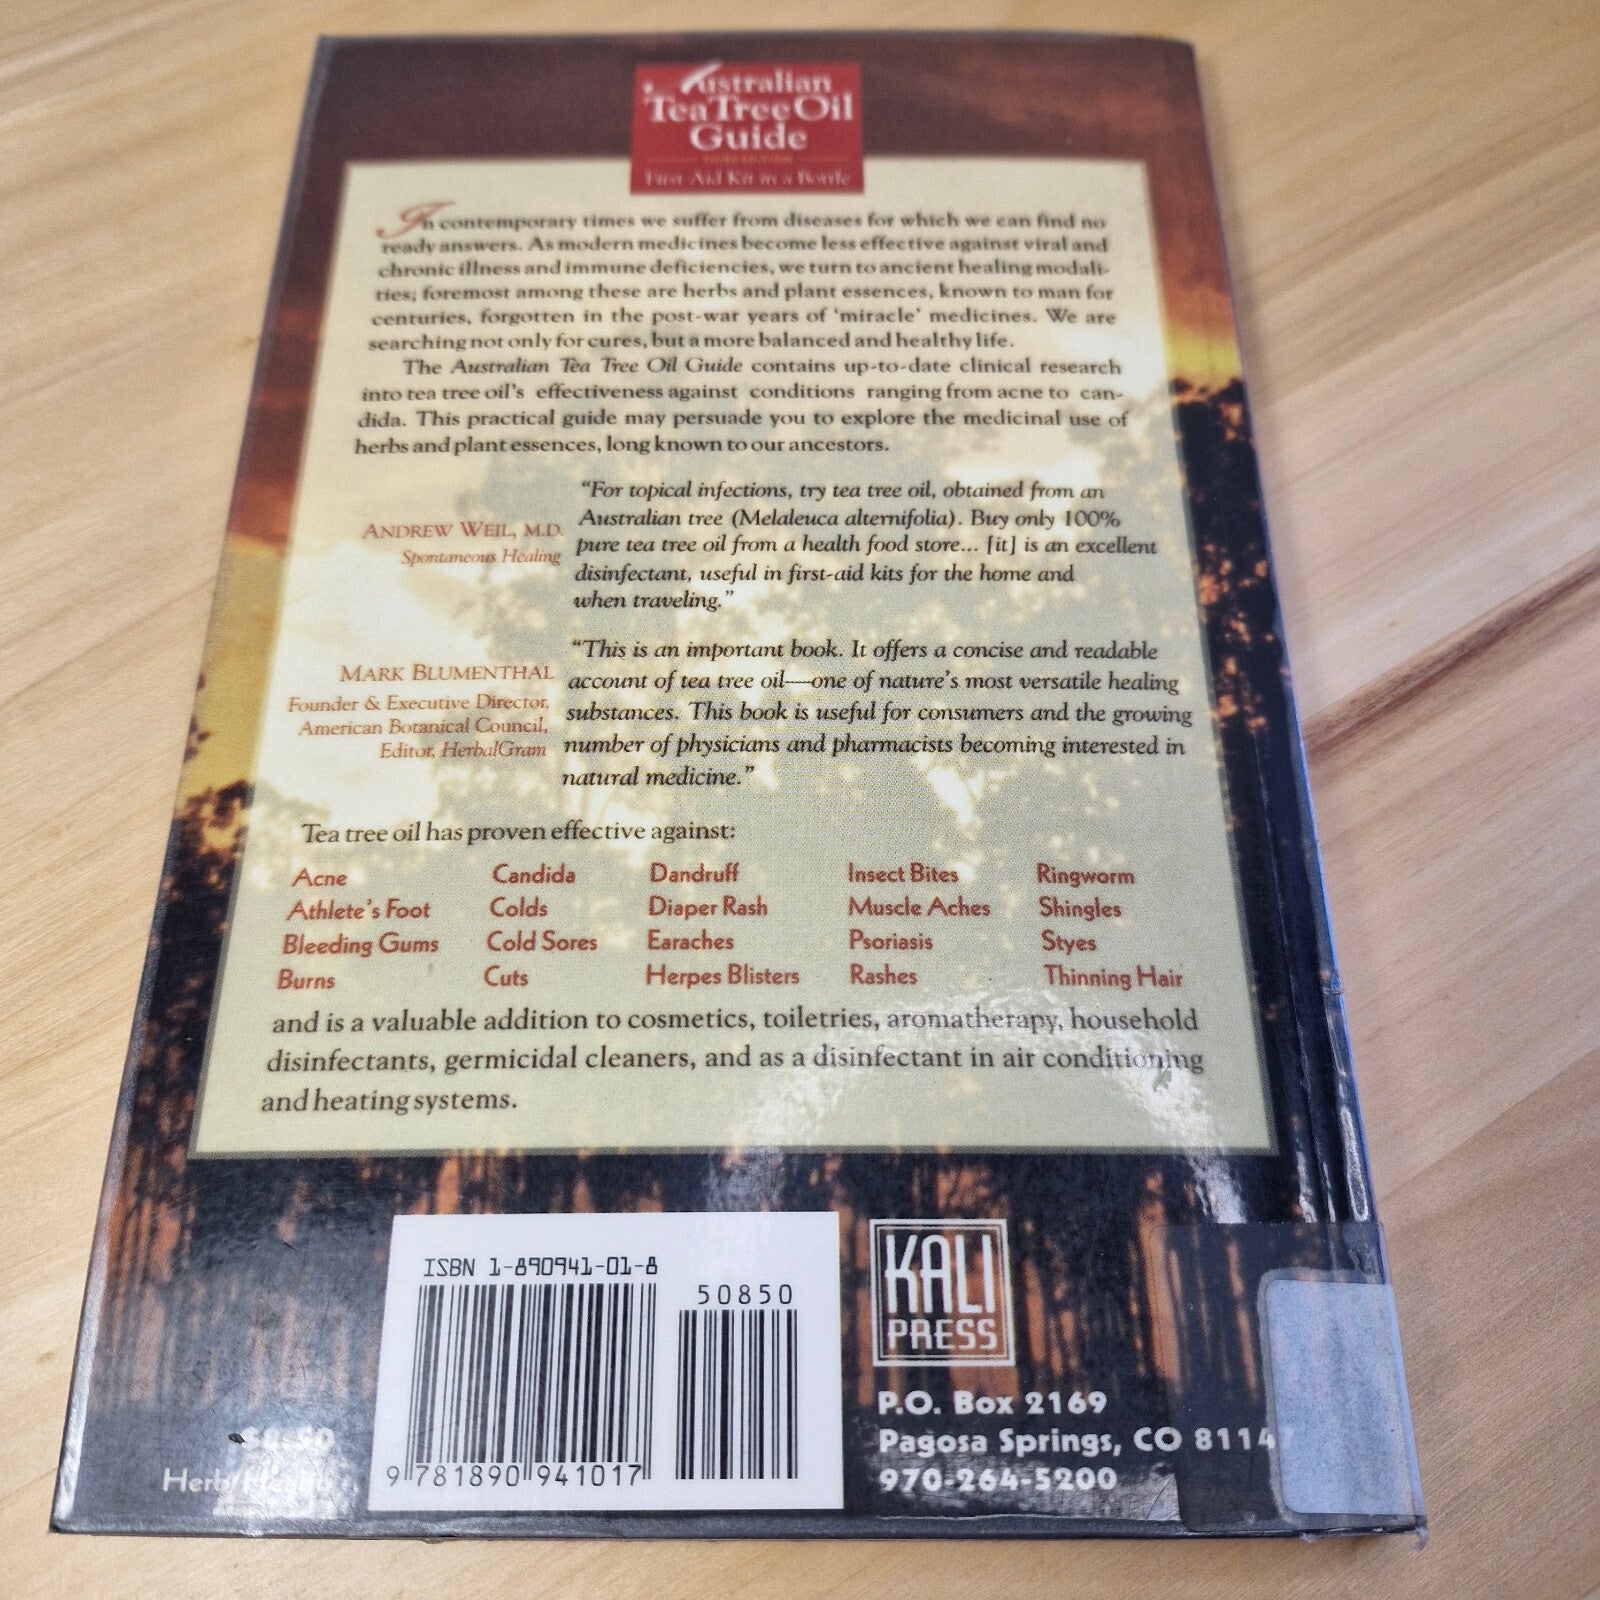 Australian
Tea Tree Oil
Guide
THIRD EDITION
First Aid Kit in a Bottle
In contemporary times we suffer from diseases for which we can find no
ready answers. As modern medicines become less effective against viral and
chronic illness and immune deficiencies, we turn to ancient healing modali-
ties; foremost among these are herbs and plant essences, known to man for
centuries, forgotten in the post-war years of 'miracle' medicines. We are
searching not only for cures, but a more balanced and healthy life.
The Australian Tea Tree Oil Guide contains up-to-date clinical research
into tea tree oil's effectiveness against conditions ranging from acne to can-
dida. This practical guide may persuade you to explore the medicinal use of
herbs and plant essences, long known to our ancestors.
ANDREW WEIL, M.D.
Spontaneous Healing
"For topical infections, try tea tree oil, obtained from an
Australian tree (Melaleuca alternifolia). Buy only 100%
pure tea tree oil from a health food store... [it] is an excellent
disinfectant, useful in first-aid kits for the home and
when traveling."
MARK BLUMENTHAL
Founder & Executive Director,
American Botanical Council,
Editor, HerbalGram
"This is an important book. It offers a concise and readable
account of tea tree oil—one of nature's most versatile healing
substances. This book is useful for consumers and the growing
number of physicians and pharmacists becoming interested in
natural medicine."
Tea tree oil has proven effective against:
Acne Candida Dandruff Insect Bites Ringworm
Athlete's Foot Colds Diaper Rash Muscle Aches Shingles
Bleeding Gums Cold Sores Earaches Psoriasis Styes
Burns Cuts Herpes Blisters Rashes Thinning Hair
and is a valuable addition to cosmetics, toiletries, aromatherapy, household
disinfectants, germicidal cleaners, and as a disinfectant in air conditioning
and heating systems.
ISBN 1-890941-01-8
50850
9 781890 941017
KALI
PRESS
P.O. Box 2169
Pagosa Springs, CO 81147
970-264-5200
$8.50
Herb/Health